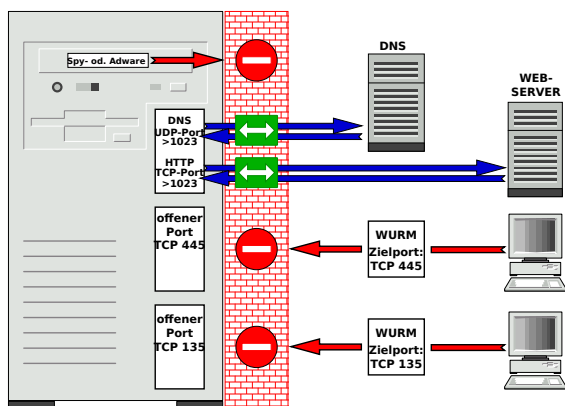 Spy- od. Adware
DNS
WEB-
SERVER
DNS
UDP-Port
>1023
HTTP
TCP-Port
>1023
offener
Port
TCP 445
WURM
Zielport:
TCP 445
offener
Port
TCP 135
WURM
Zielport:
TCP 135